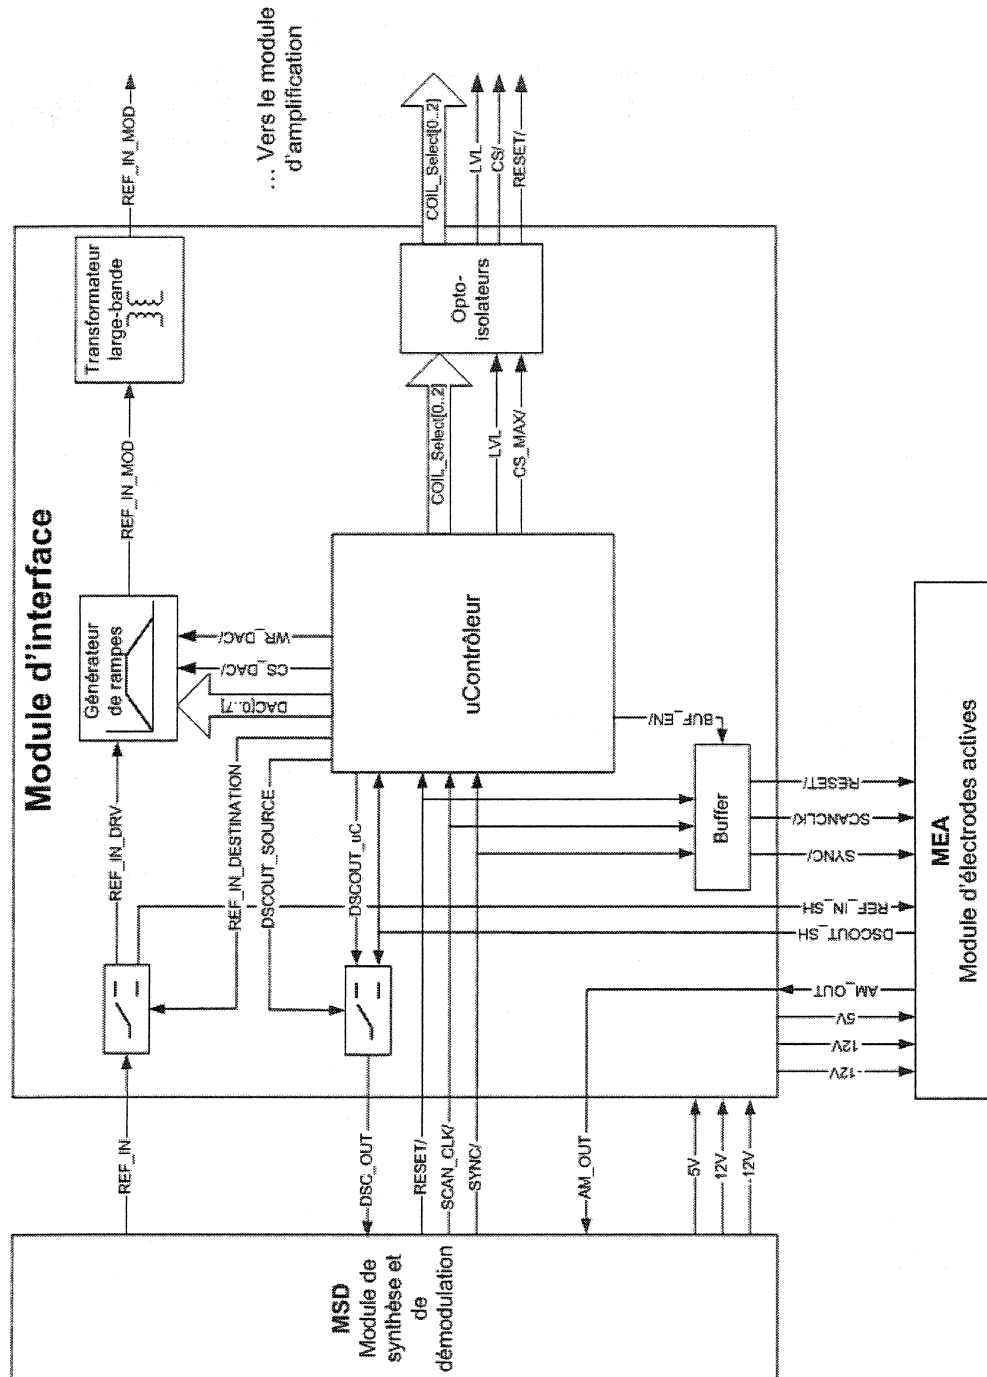 Module d'interface
MSD
Module de
synthèse et
de
démodulation
REF_IN
DSC_OUT
RESET/
SCAN_CLK/
SYNC/
AM_OUT
5V
12V
-12V
REF_IN_DRV
REF_IN_DESTINATION
DSCOUT_SOURCE
DSCOUT_uC
Générateur
de rampes
DAC[0..7]
CS_DAC/
WR_DAC/
REF_IN_MOD
Transformateur
large-bande
REF_IN_MOD
... Vers le module
d'amplification
uContrôleur
COIL_Select[0..2]
LVL
CS_MAX/
Opto-
isolateurs
COIL_Select[0..2]
LVL
CS/
RESET/
BUF_EN/
Buffer
-12V
12V
5V
AM_OUT
DSCOUT_SH
REF_IN_SH
SYNC/
SCANCLK/
RESET/
MEA
Module d'électrodes actives